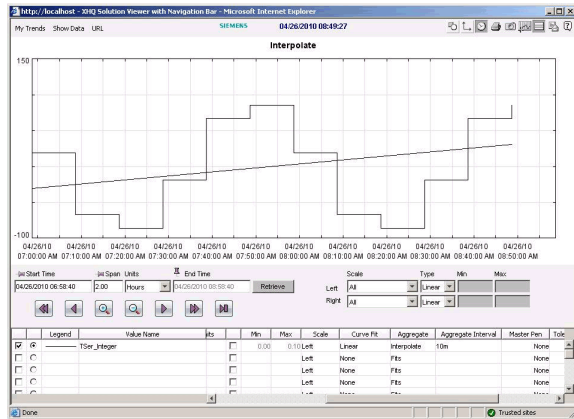 http://localhost - XHQ Solution Viewer with Navigation Bar - Microsoft Internet Explorer
My Trends Show Data URL SIEMENS 04/26/2010 08:49:27
Interpolate
150
-100
04/26/10 04/26/10 04/26/10 04/26/10 04/26/10 04/26/10 04/26/10 04/26/10 04/26/10 04/26/10 04/26/10 04/26/10
07:00:00 AM 07:10:00 AM 07:20:00 AM 07:30:00 AM 07:40:00 AM 07:50:00 AM 08:00:00 AM 08:10:00 AM 08:20:00 AM 08:30:00 AM 08:40:00 AM 08:50:00 AM
Start Time Span Units End Time Scale Type Min Max
04/26/2010 06:58:40 2.00 Hours 04/26/2010 08:58:40 Retrieve Left All Linear
Right All Linear
Legend Value Name its Min Max Scale Curve Fit Aggregate Aggregate Interval Master Pen Tole
TSer_Integer 0.00 0.10 Left Linear Interpolate 10m None
Left None Fits None
Left None Fits None
Done Trusted sites